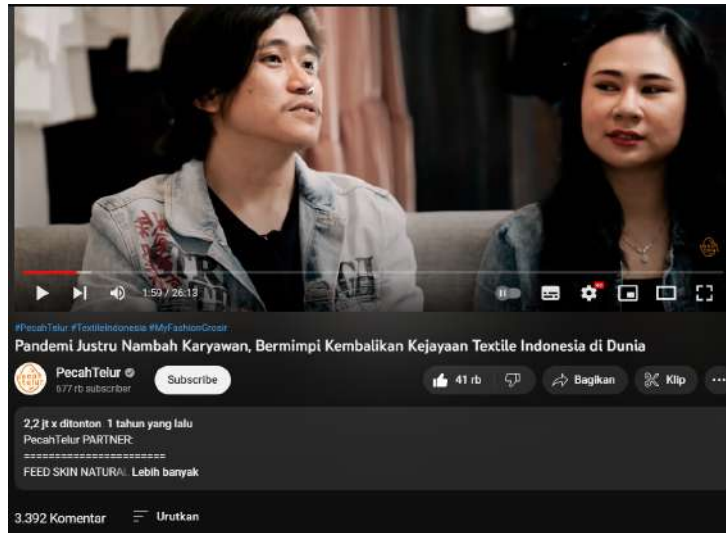 1:59 / 26:13
#PecahTelur #TextileIndonesia #MyFashionGrosir
Pandemi Justru Nambah Karyawan, Bermimpi Kembalikan Kejayaan Textile Indonesia di Dunia
PecahTelur
677 rb subscriber
Subscribe
41 rb
Bagikan
Klip
2,2 jt x ditonton 1 tahun yang lalu
PecahTelur PARTNER:
=======================
FEED SKIN NATURAL Lebih banyak
3.392 Komentar
Urutkan